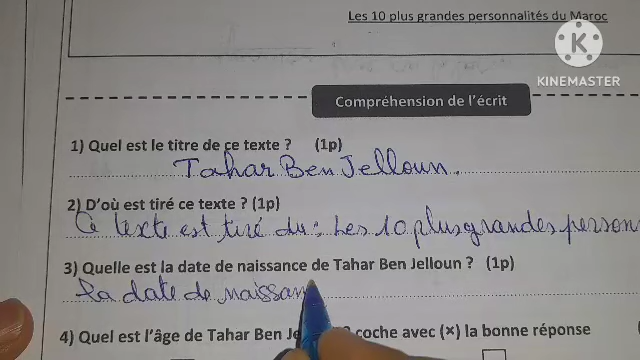 Les 10 plus grandes personnalités du Maroc
KINEMASTER
Compréhension de l'écrit
1) Quel est le titre de ce texte ? (1p)
Tahar Ben Jelloun.
2) D'où est tiré ce texte ? (1p)
Ce texte est tiré du : Les 10 plus grandes person
3) Quelle est la date de naissance de Tahar Ben Jelloun ? (1p)
la date de naissan
4) Quel est l'âge de Tahar Ben Je ? coche avec (×) la bonne réponse